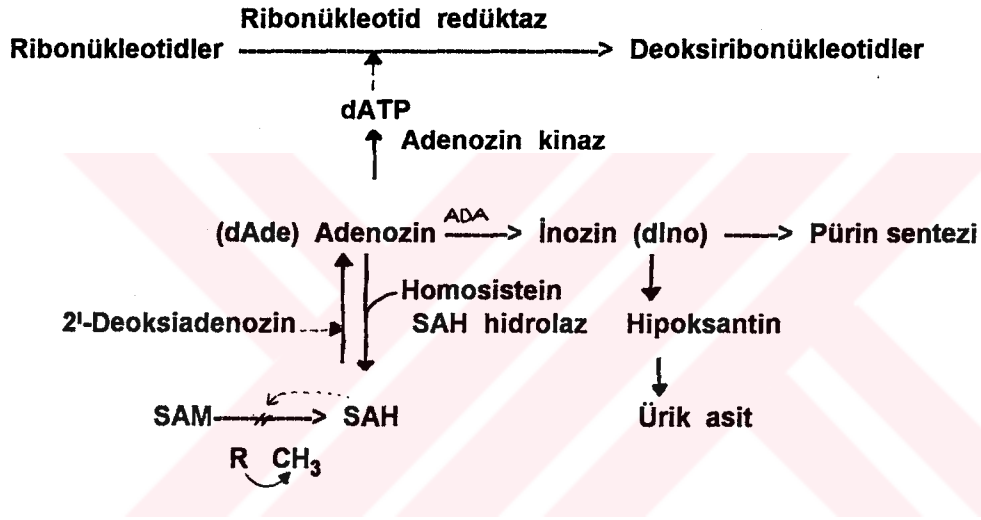 Ribonükleotid redüktaz
Ribonükleotidler Deoksiribonükleotidler
dATP
Adenozin kinaz
(dAde) Adenozin ADA İnozin (dIno) Pürin sentezi
Homosistein
2ı-Deoksiadenozin SAH hidrolaz Hipoksantin
SAM SAH Ürik asit
R CH₃